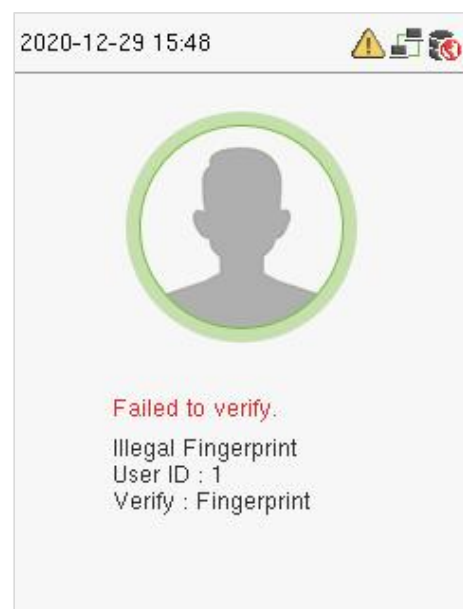 2020-12-29 15:48
Failed to verify.
Illegal Fingerprint
User ID : 1
Verify : Fingerprint